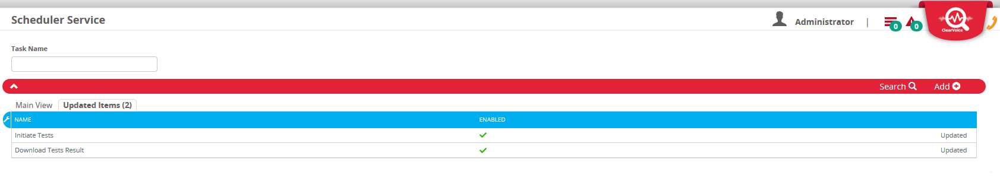 Scheduler Service
Administrator
|
0
0
ClearVoice
Task Name
Search
Add
Main View
Updated Items (2)
NAME
ENABLED
Initiate Tests
Updated
Download Tests Result
Updated